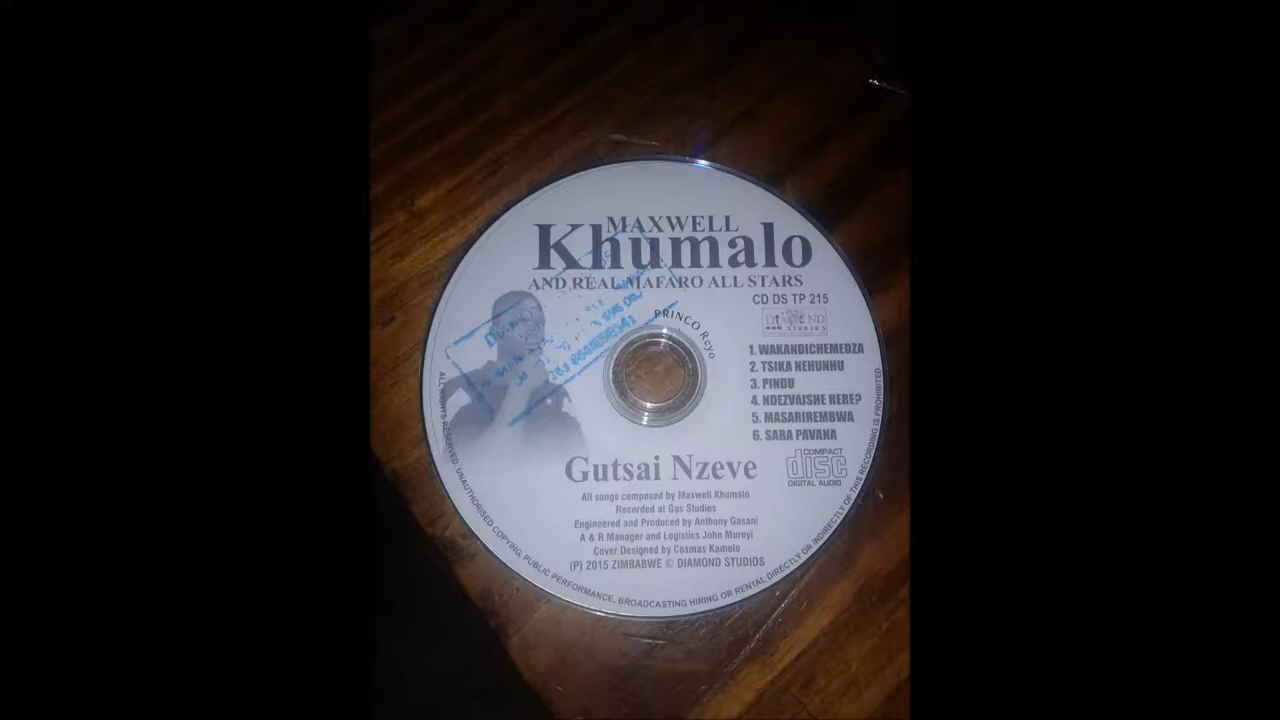 MAXWELL
Khumalo
AND REAL MAFARO ALL STARS
CD DS TP 215
DIAMOND
STUDIOS
PRINCO Reyo
1. WAKANDICHEMEDZA
2. TSIKA NEHUNHU
3. PINDU
4. NDEZVAISHE HERE?
5. MASARIREMBWA
6. SARA PAVANA
COMPACT
disc
DIGITAL AUDIO
Gutsai Nzeve
All songs composed by Maxwell Khumalo
Recorded at Gas Studios
Engineered and Produced by Anthony Gasani
A & R Manager and Logistics John Muroyi
Cover Designed by Cosmas Kamoto
(P) 2015 ZIMBABWE © DIAMOND STUDIOS
ALL RIGHTS RESERVED. UNAUTHORISED COPYING, PUBLIC PERFORMANCE, BROADCASTING HIRING OR RENTAL DIRECTLY OR INDIRECTLY OF THIS RECORDING IS PROHIBITED.